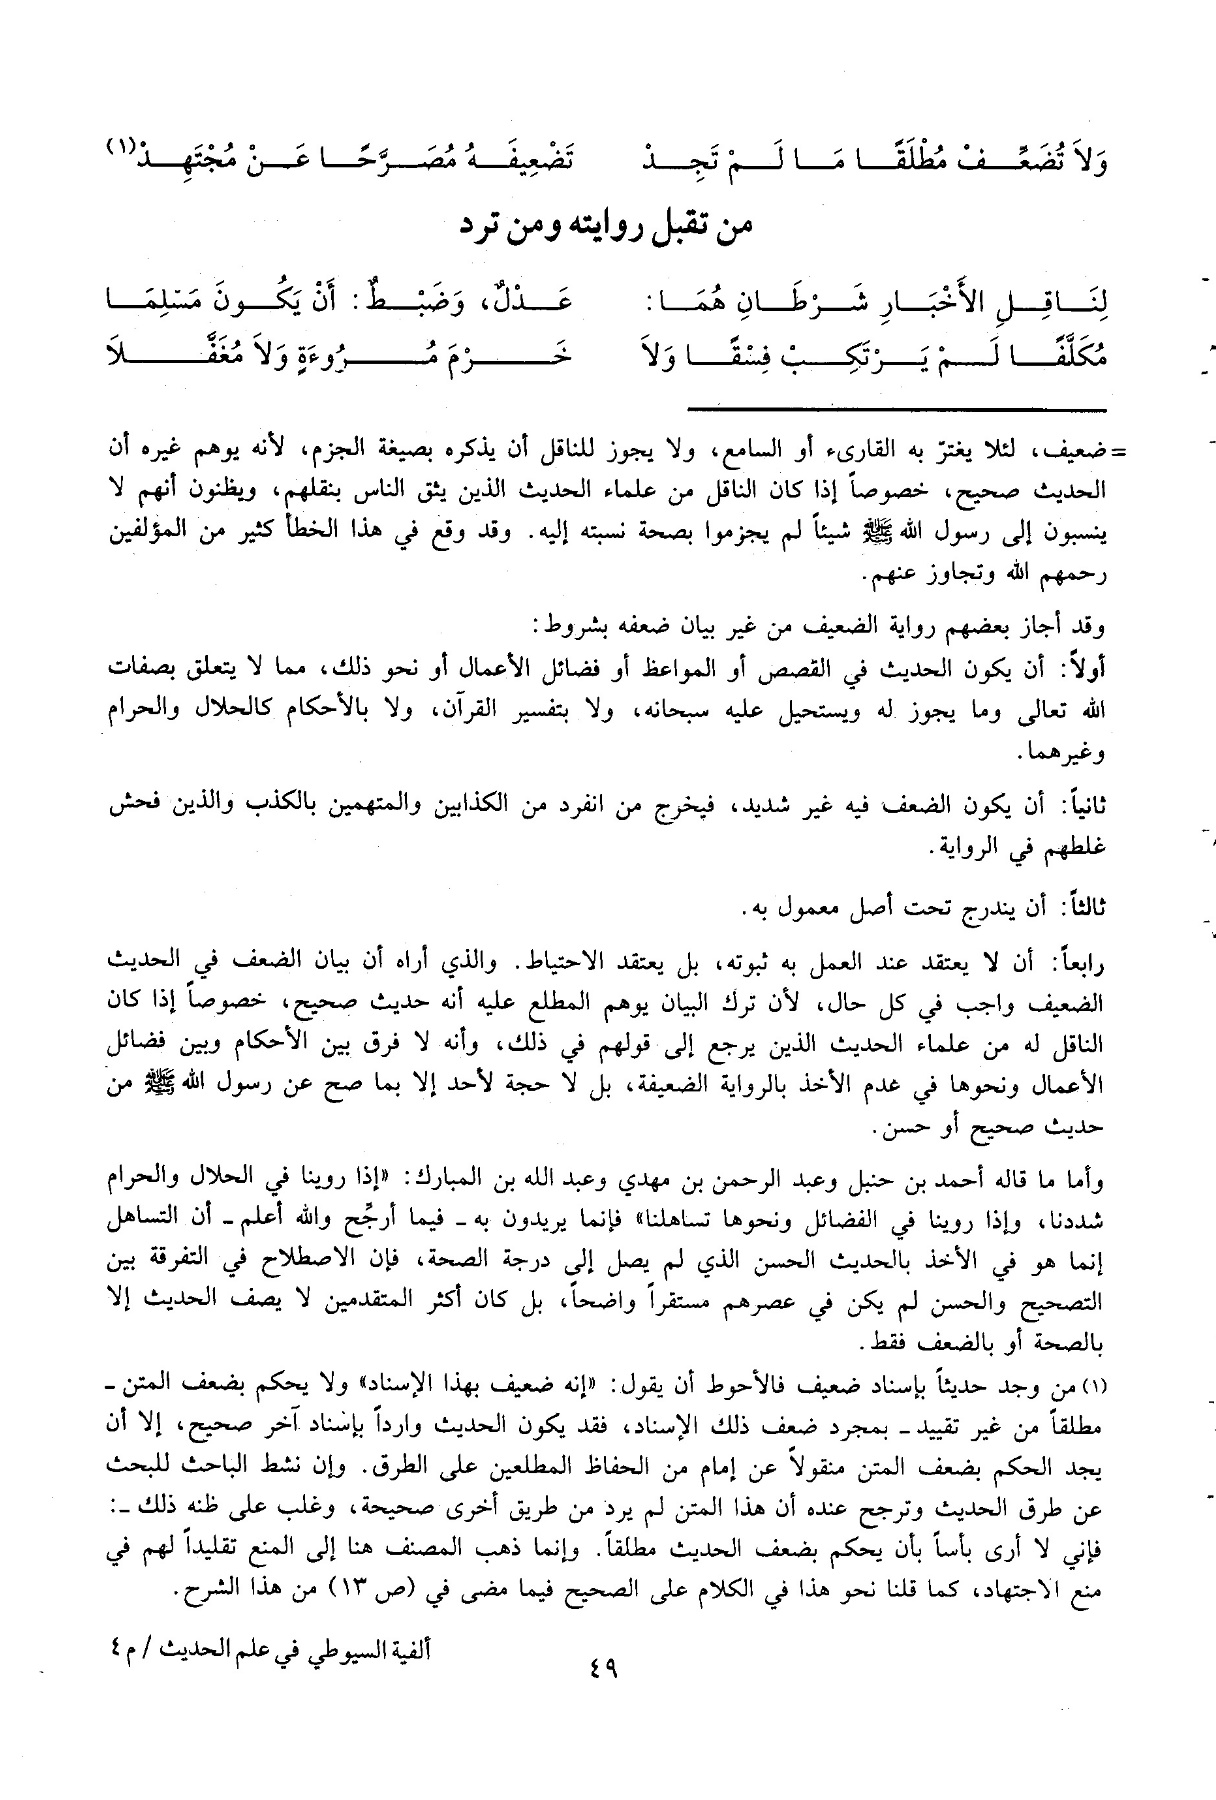 وَلاَ تُضَعِّفْ مُطْلَقًا مَا لَمْ تَجِدْ تَضْعِيفَهُ مُصَرَّحًا عَنْ مُجْتَهِدْ(١)
من تقبل روايته ومن ترد
لِنَاقِلِ الأَخْبَارِ شَرْطَانِ هُمَا: عَدْلٌ، وَضَبْطٌ: أَنْ يَكُونَ مَسْلِمَا
مُكَلَّفًا لَمْ يَرْتَكِبْ فِسْقًا وَلاَ خَرْمَ مُرُوءَةٍ وَلاَ مُغَفَّلاَ
= ضعيف، لئلا يغترّ به القارىء أو السامع، ولا يجوز للناقل أن يذكره بصيغة الجزم، لأنه يوهم غيره أن
الحديث صحيح، خصوصاً إذا كان الناقل من علماء الحديث الذين يثق الناس بنقلهم، ويظنون أنهم لا
ينسبون إلى رسول الله ﷺ شيئاً لم يجزموا بصحة نسبته إليه. وقد وقع في هذا الخطأ كثير من المؤلفين
رحمهم الله وتجاوز عنهم.
وقد أجاز بعضهم رواية الضعيف من غير بيان ضعفه بشروط:
أولاً: أن يكون الحديث في القصص أو المواعظ أو فضائل الأعمال أو نحو ذلك، مما لا يتعلق بصفات
الله تعالى وما يجوز له ويستحيل عليه سبحانه، ولا بتفسير القرآن، ولا بالأحكام كالحلال والحرام
وغيرهما.
ثانياً: أن يكون الضعف فيه غير شديد، فيخرج من انفرد من الكذابين والمتهمين بالكذب والذين فحش
غلطهم في الرواية.
ثالثاً: أن يندرج تحت أصل معمول به.
رابعاً: أن لا يعتقد عند العمل به ثبوته، بل يعتقد الاحتياط. والذي أراه أن بيان الضعف في الحديث
الضعيف واجب في كل حال، لأن ترك البيان يوهم المطلع عليه أنه حديث صحيح، خصوصاً إذا كان
الناقل له من علماء الحديث الذين يرجع إلى قولهم في ذلك، وأنه لا فرق بين الأحكام وبين فضائل
الأعمال ونحوها في عدم الأخذ بالرواية الضعيفة، بل لا حجة لأحد إلا بما صح عن رسول الله ﷺ من
حديث صحيح أو حسن.
وأما ما قاله أحمد بن حنبل وعبد الرحمن بن مهدي وعبد الله بن المبارك: «إذا روينا في الحلال والحرام
شددنا، وإذا روينا في الفضائل ونحوها تساهلنا» فإنما يريدون به ـ فيما أرجِّح والله أعلم ـ أن التساهل
إنما هو في الأخذ بالحديث الحسن الذي لم يصل إلى درجة الصحة، فإن الاصطلاح في التفرقة بين
التصحيح والحسن لم يكن في عصرهم مستقراً واضحاً، بل كان أكثر المتقدمين لا يصف الحديث إلا
بالصحة أو بالضعف فقط.
(١) من وجد حديثاً بإسناد ضعيف فالأحوط أن يقول: «إنه ضعيف بهذا الإسناد» ولا يحكم بضعف المتن ـ
مطلقاً من غير تقييد ـ بمجرد ضعف ذلك الإسناد، فقد يكون الحديث وارداً بإسناد آخر صحيح، إلا أن
يجد الحكم بضعف المتن منقولاً عن إمام من الحفاظ المطلعين على الطرق. وإن نشط الباحث للبحث
عن طرق الحديث وترجح عنده أن هذا المتن لم يرد من طريق أخرى صحيحة، وغلب على ظنه ذلك ـ:
فإني لا أرى بأساً بأن يحكم بضعف الحديث مطلقاً. وإنما ذهب المصنف هنا إلى المنع تقليداً لهم في
منع الاجتهاد، كما قلنا نحو هذا في الكلام على الصحيح فيما مضى في (ص ١٣) من هذا الشرح.
ألفية السيوطي في علم الحديث / م ٤
٤٩